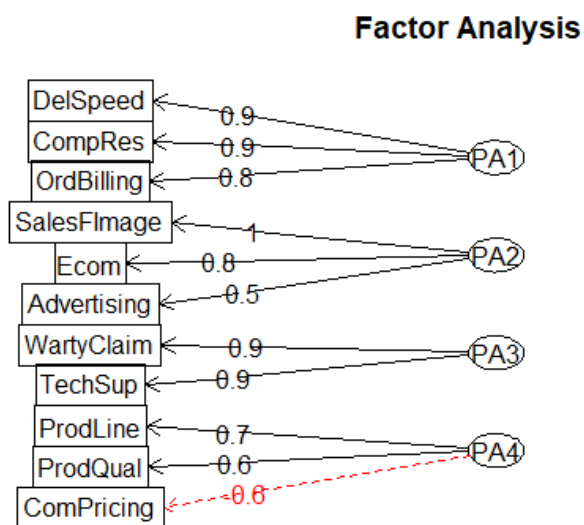 Factor Analysis
DelSpeed
0.9
CompRes
0.9
PA1
OrdBilling
0.8
SalesFImage
1
Ecom
0.8
PA2
Advertising
0.5
WartyClaim
0.9
PA3
TechSup
0.9
ProdLine
0.7
ProdQual
0.6
PA4
ComPricing
-0.6